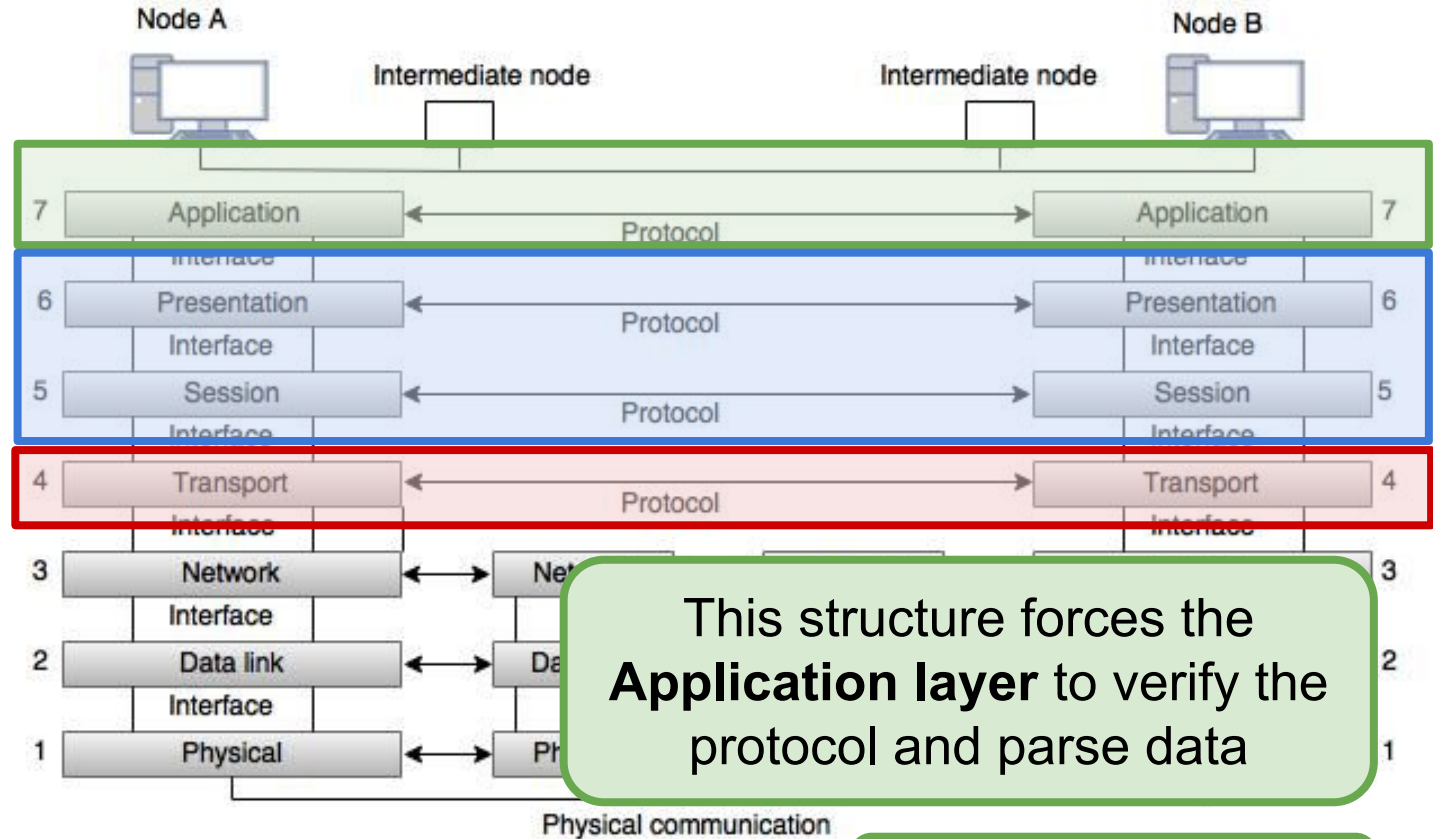 Node A
Node B
Intermediate node
Intermediate node
7 Application Protocol Application 7
Interface Interface
6 Presentation Protocol Presentation 6
Interface Interface
5 Session Protocol Session 5
Interface Interface
4 Transport Protocol Transport 4
Interface Interface
3 Network Net 3
Interface
2 Data link Da 2
Interface
1 Physical Ph 1
This structure forces the
Application layer to verify the
protocol and parse data
Physical communication